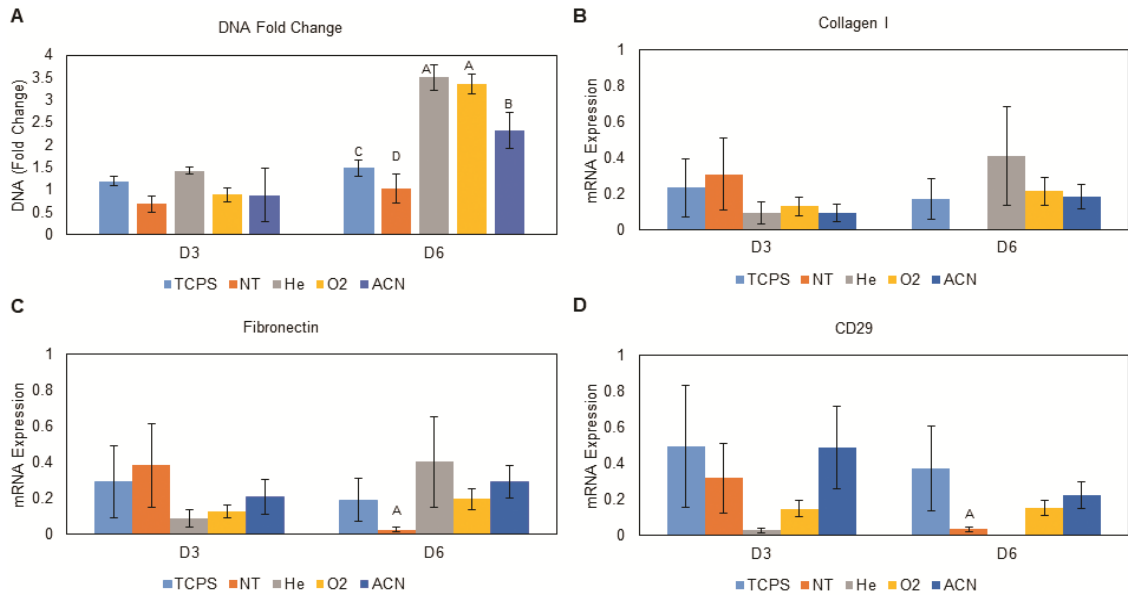 A
DNA Fold Change
DNA (Fold Change)
4
3.5
3
2.5
2
1.5
1
0.5
0
C
D
A
A
B
D3
D6
TCPS NT He O2 ACN
B
Collagen I
mRNA Expression
1
0.8
0.6
0.4
0.2
0
D3
D6
TCPS NT He O2 ACN
C
Fibronectin
mRNA Expression
1
0.8
0.6
0.4
0.2
0
A
D3
D6
TCPS NT He O2 ACN
D
CD29
mRNA Expression
1
0.8
0.6
0.4
0.2
0
A
D3
D6
TCPS NT He O2 ACN